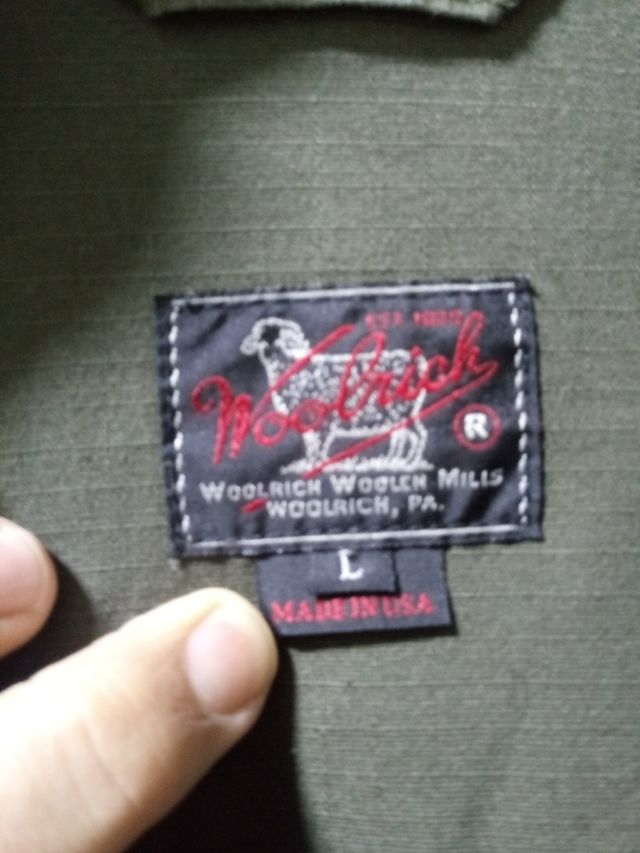 EST. 1830
Woolrich
R
WOOLRICH WOOLEN MILLS
WOOLRICH, PA.
L
MADE IN USA